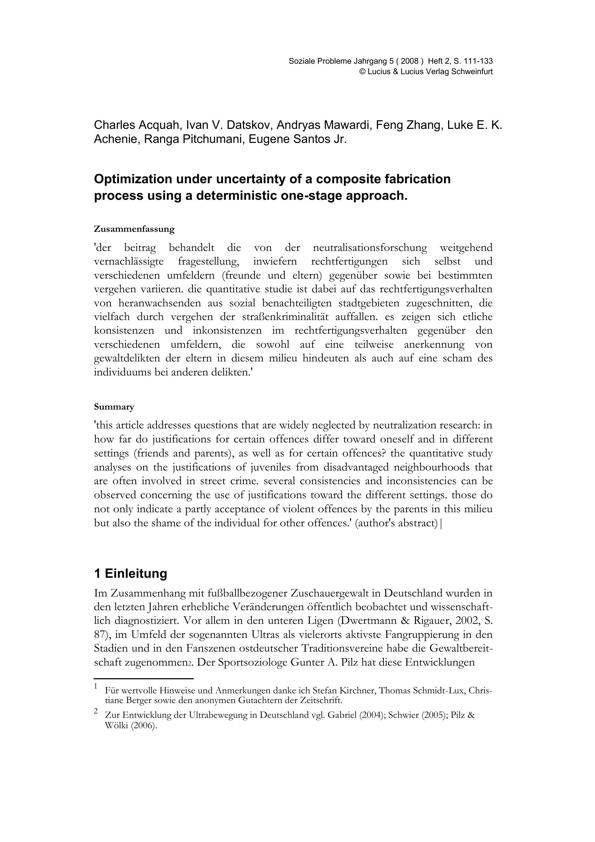 Soziale Probleme Jahrgang 5 ( 2008 ) Heft 2, S. 111-133
© Lucius & Lucius Verlag Schweinfurt
Charles Acquah, Ivan V. Datskov, Andryas Mawardi, Feng Zhang, Luke E. K.
Achenie, Ranga Pitchumani, Eugene Santos Jr.
Optimization under uncertainty of a composite fabrication
process using a deterministic one-stage approach.
Zusammenfassung
'der beitrag behandelt die von der neutralisationsforschung weitgehend
vernachlässigte fragestellung, inwiefern rechtfertigungen sich selbst und
verschiedenen umfeldern (freunde und eltern) gegenüber sowie bei bestimmten
vergehen variieren. die quantitative studie ist dabei auf das rechtfertigungsverhalten
von heranwachsenden aus sozial benachteiligten stadtgebieten zugeschnitten, die
vielfach durch vergehen der straßenkriminalität auffallen. es zeigen sich etliche
konsistenzen und inkonsistenzen im rechtfertigungsverhalten gegenüber den
verschiedenen umfeldern, die sowohl auf eine teilweise anerkennung von
gewaltdelikten der eltern in diesem milieu hindeuten als auch auf eine scham des
individuums bei anderen delikten.'
Summary
'this article addresses questions that are widely neglected by neutralization research: in
how far do justifications for certain offences differ toward oneself and in different
settings (friends and parents), as well as for certain offences? the quantitative study
analyses on the justifications of juveniles from disadvantaged neighbourhoods that
are often involved in street crime. several consistencies and inconsistencies can be
observed concerning the use of justifications toward the different settings. those do
not only indicate a partly acceptance of violent offences by the parents in this milieu
but also the shame of the individual for other offences.' (author's abstract)|
1 Einleitung
Im Zusammenhang mit fußballbezogener Zuschauergewalt in Deutschland wurden in
den letzten Jahren erhebliche Veränderungen öffentlich beobachtet und wissenschaft-
lich diagnostiziert. Vor allem in den unteren Ligen (Dwertmann & Rigauer, 2002, S.
87), im Umfeld der sogenannten Ultras als vielerorts aktivste Fangruppierung in den
Stadien und in den Fanszenen ostdeutscher Traditionsvereine habe die Gewaltbereit-
schaft zugenommen2. Der Sportsoziologe Gunter A. Pilz hat diese Entwicklungen
1 Für wertvolle Hinweise und Anmerkungen danke ich Stefan Kirchner, Thomas Schmidt-Lux, Chris-
tiane Berger sowie den anonymen Gutachtern der Zeitschrift.
2 Zur Entwicklung der Ultrabewegung in Deutschland vgl. Gabriel (2004); Schwier (2005); Pilz &
Wölki (2006).